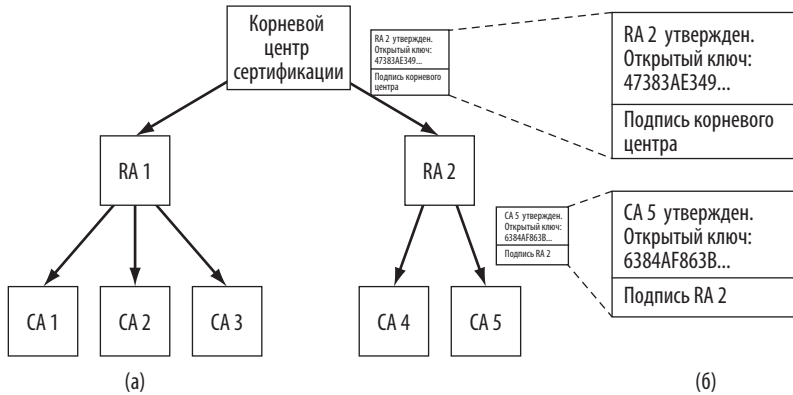 Корневой
центр
сертификации
RA 2 утвержден.
Открытый ключ:
47383AE349...
Подпись корневого
центра
RA 2 утвержден.
Открытый ключ:
47383AE349...
Подпись корневого
центра
RA 1
RA 2
CA 5 утвержден.
Открытый ключ:
6384AF863B...
Подпись RA 2
CA 5 утвержден.
Открытый ключ:
6384AF863B...
Подпись RA 2
CA 1
CA 2
CA 3
CA 4
CA 5
(а)
(б)